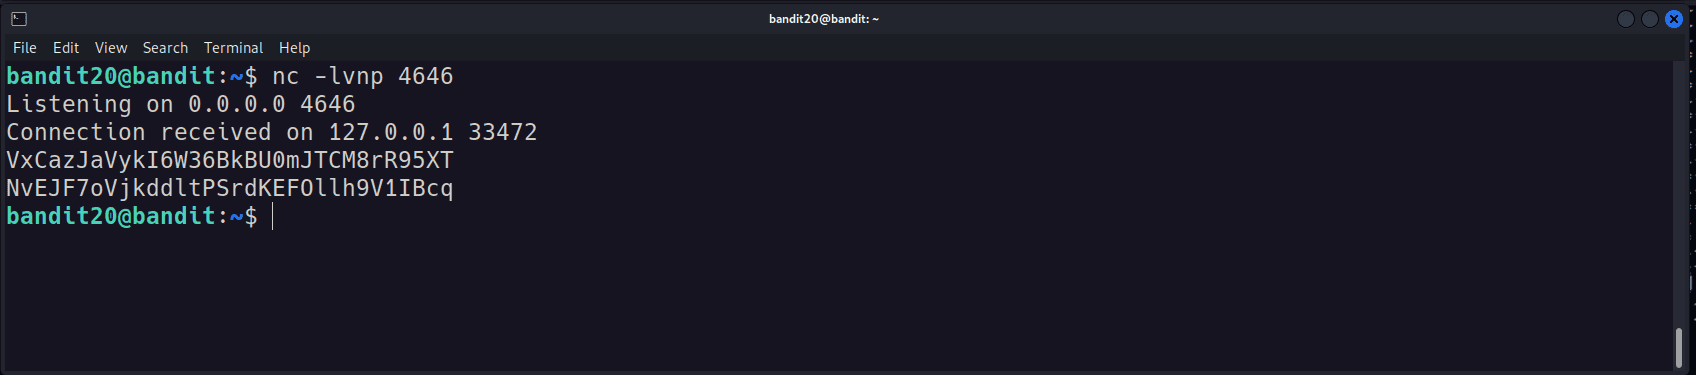 bandit20@bandit: ~
File Edit View Search Terminal Help
bandit20@bandit:~$ nc -lvnp 4646
Listening on 0.0.0.0 4646
Connection received on 127.0.0.1 33472
VxCazJaVykI6W36BkBU0mJTCM8rR95XT
NvEJF7oVjkddltPSrdKEFOllh9V1IBcq
bandit20@bandit:~$